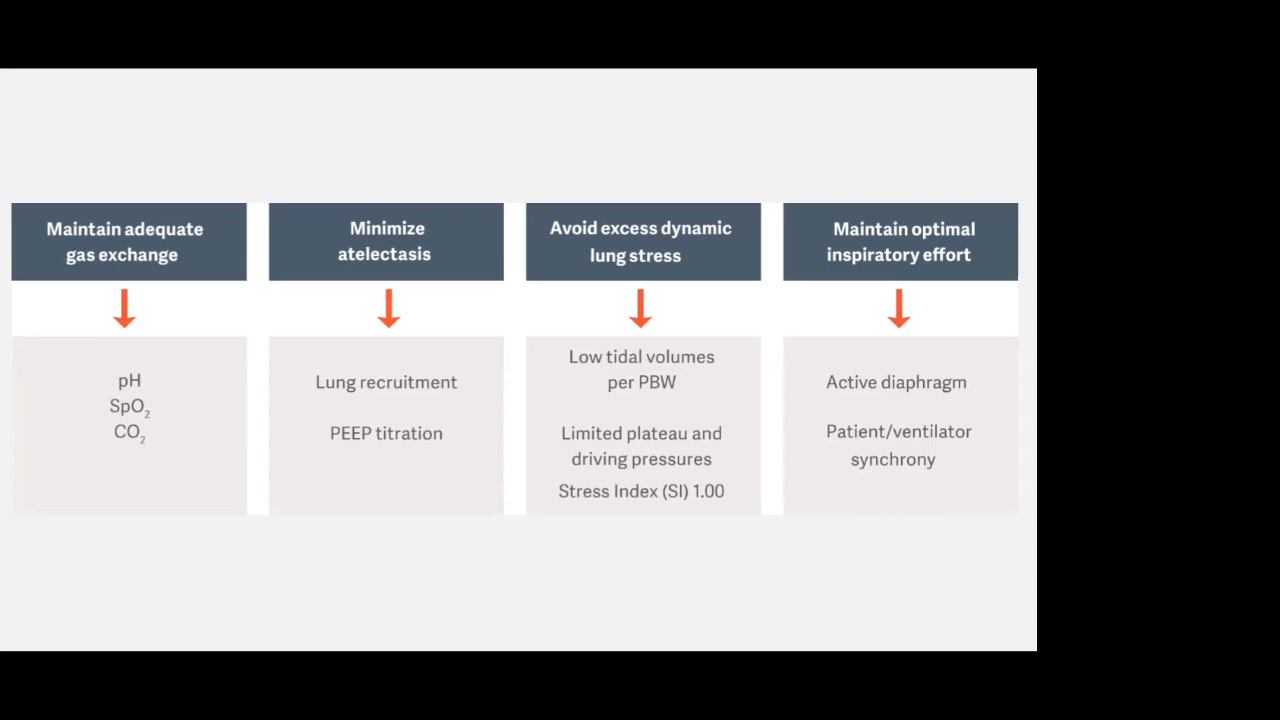 Maintain adequate
gas exchange
pH
SpO₂
CO₂
Minimize
atelectasis
Lung recruitment
PEEP titration
Avoid excess dynamic
lung stress
Low tidal volumes
per PBW
Limited plateau and
driving pressures
Stress Index (SI) 1.00
Maintain optimal
inspiratory effort
Active diaphragm
Patient/ventilator
synchrony